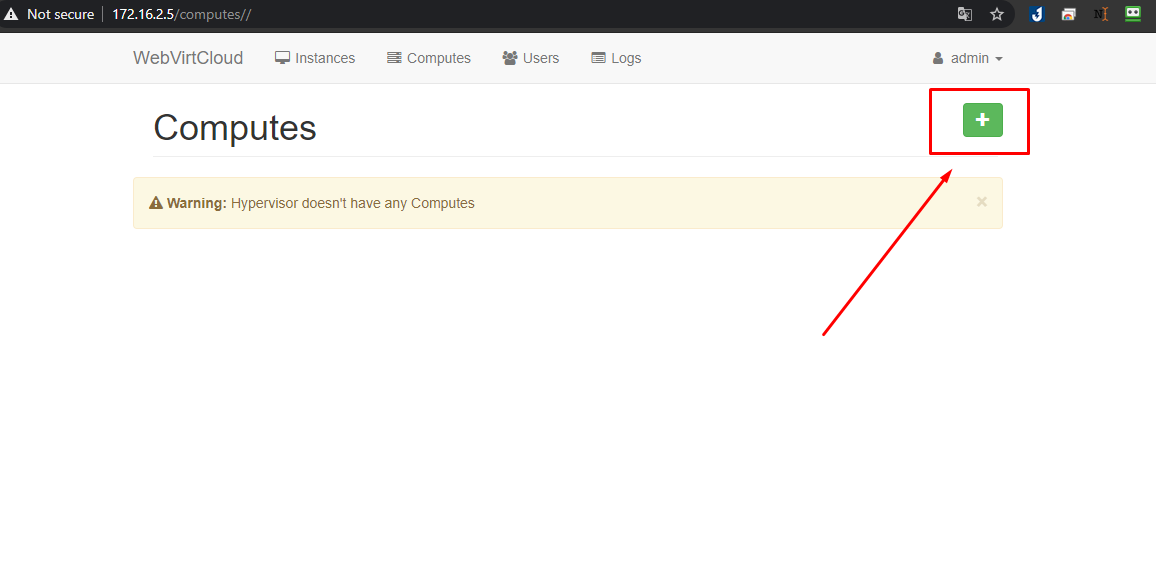 Not secure 172.16.2.5/computes//
WebVirtCloud Instances Computes Users Logs admin
Computes
+
Warning: Hypervisor doesn't have any Computes ×